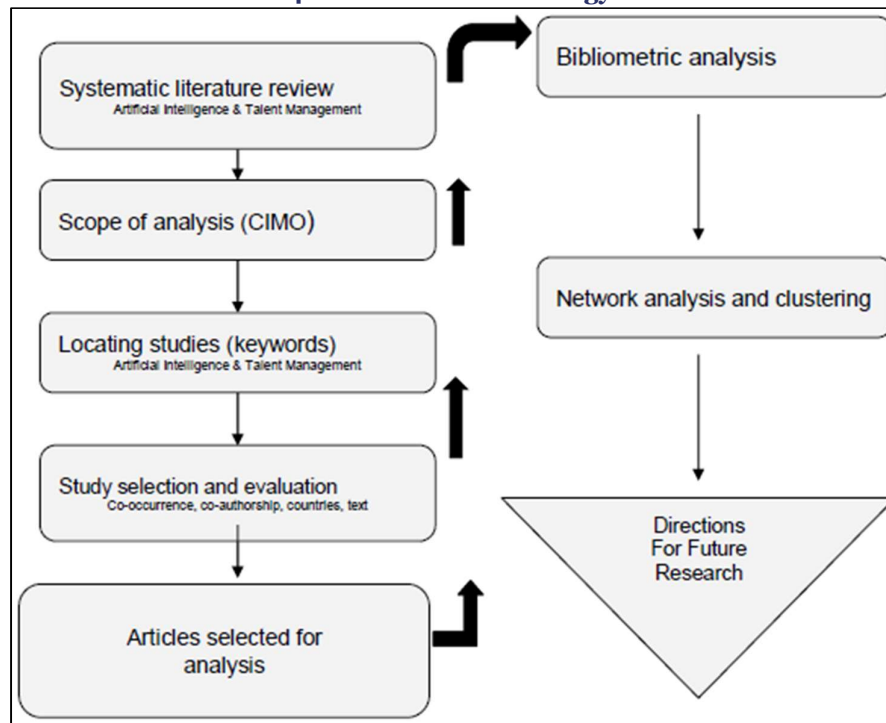 Systematic literature review
Artificial Intelligence & Talent Management
Scope of analysis (CIMO)
Locating studies (keywords)
Artificial Intelligence & Talent Management
Study selection and evaluation
Co-occurrence, co-authorship, countries, text
Articles selected for
analysis
Bibliometric analysis
Network analysis and clustering
Directions
For Future
Research